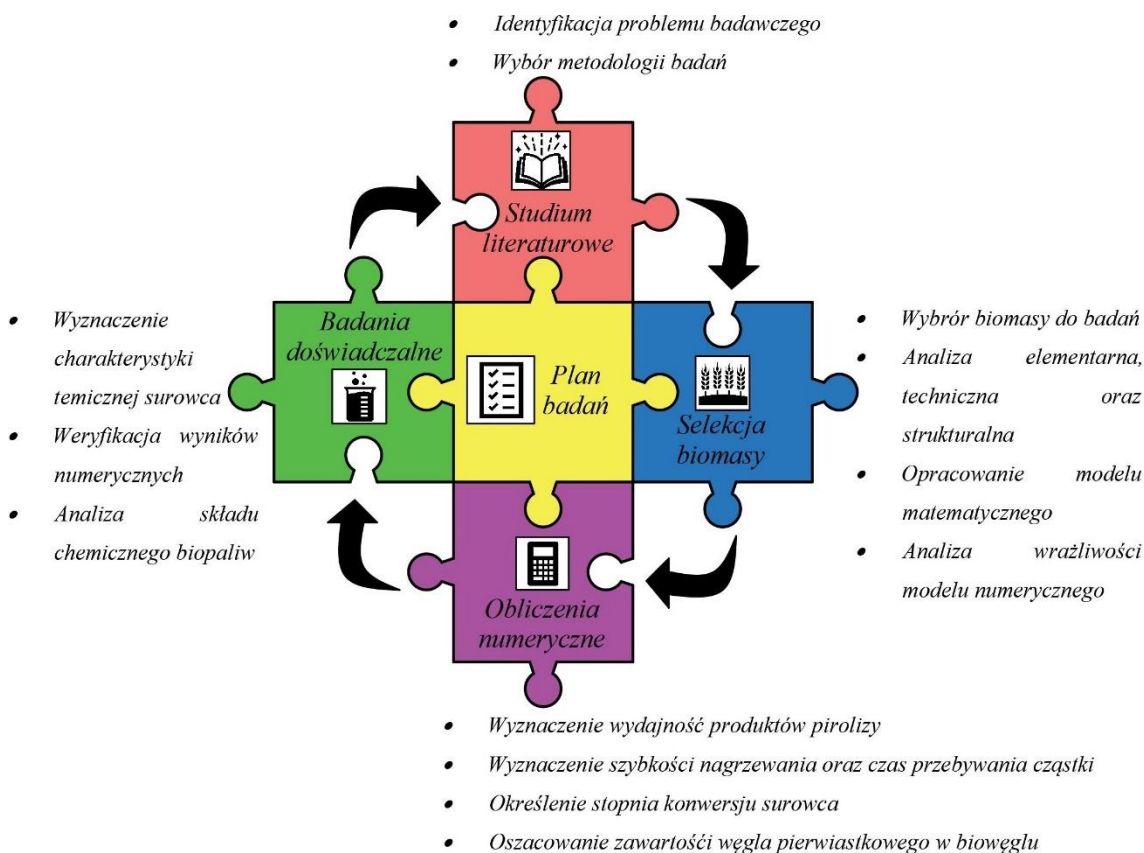 • Identyfikacja problemu badawczego
• Wybór metodologii badań
Studium
literaturowe
• Wyznaczenie
charakterystyki
temicznej surowca
• Weryfikacja wyników
numerycznych
• Analiza składu
chemicznego biopaliw
Badania
doświadczalne
Plan
badań
Selekcja
biomasy
• Wybrór biomasy do badań
• Analiza elementarna,
techniczna oraz
strukturalna
• Opracowanie modelu
matematycznego
• Analiza wrażliwości
modelu numerycznego
Obliczenia
numeryczne
• Wyznaczenie wydajność produktów pirolizy
• Wyznaczenie szybkości nagrzewania oraz czas przebywania cząstki
• Określenie stopnia konwersju surowca
• Oszacowanie zawartośći węgla pierwiastkowego w biowęglu